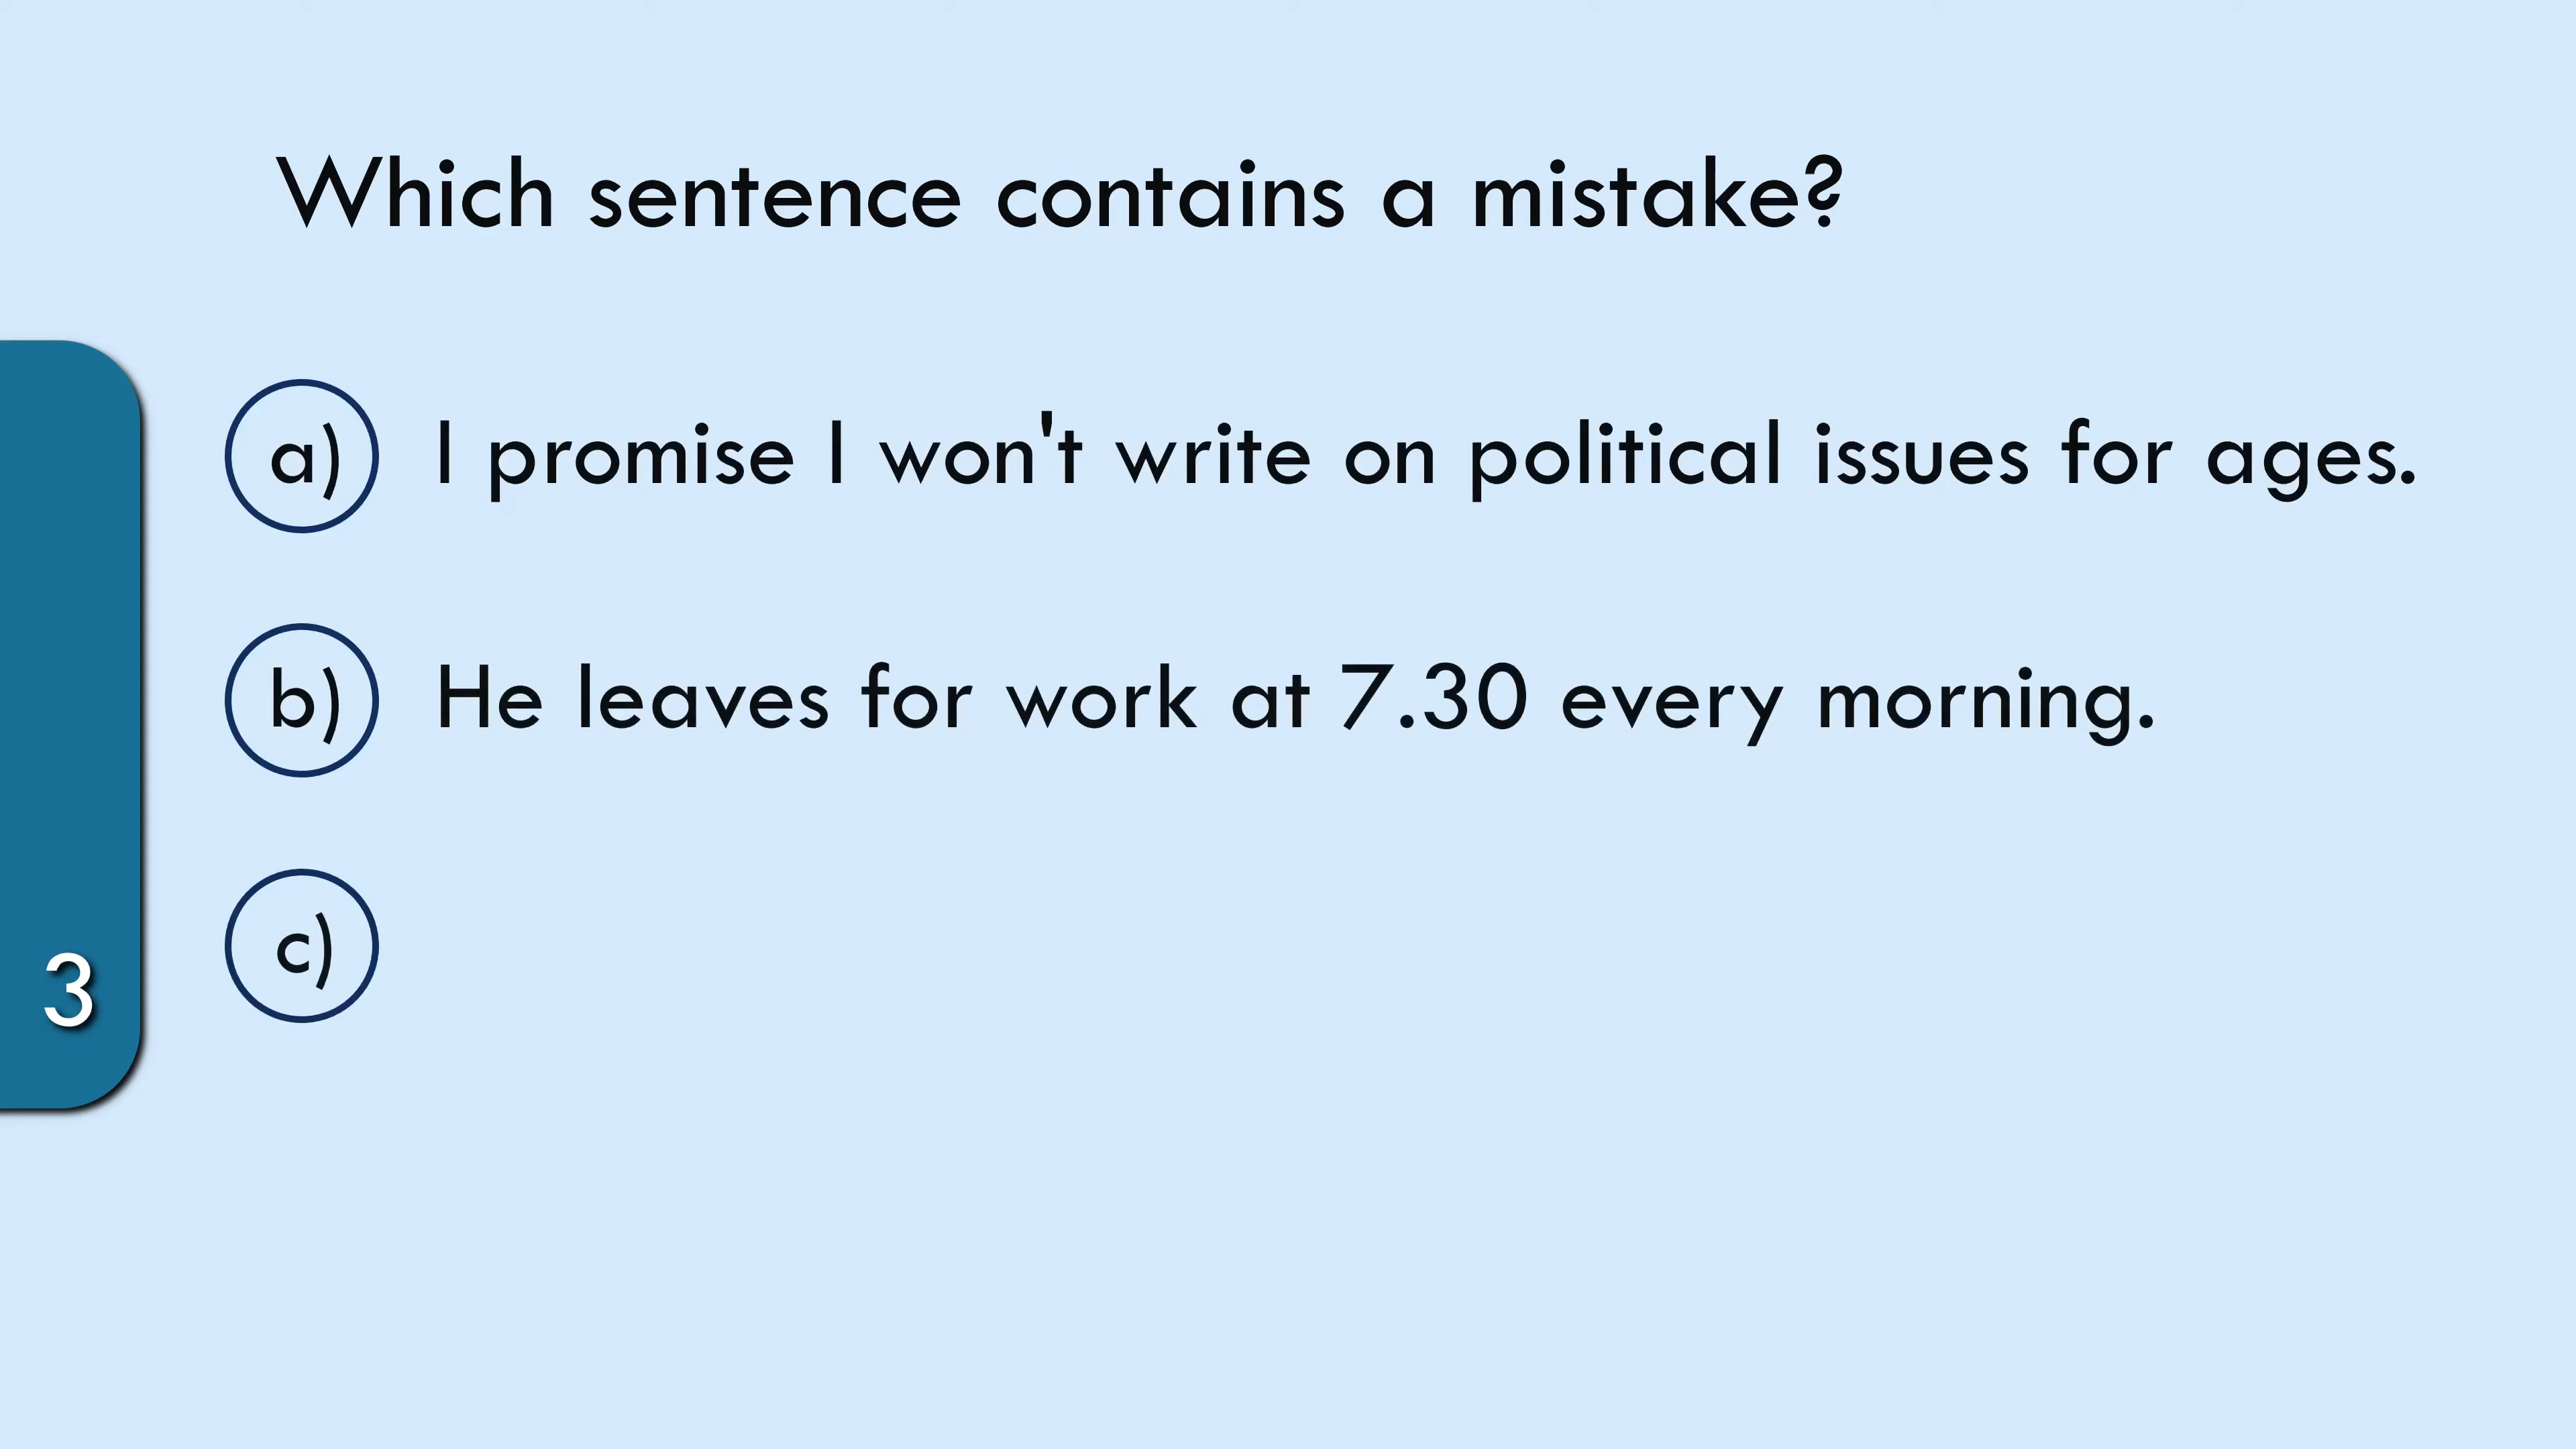 Which sentence contains a mistake?
a) I promise I won't write on political issues for ages.
b) He leaves for work at 7.30 every morning.
c)
3